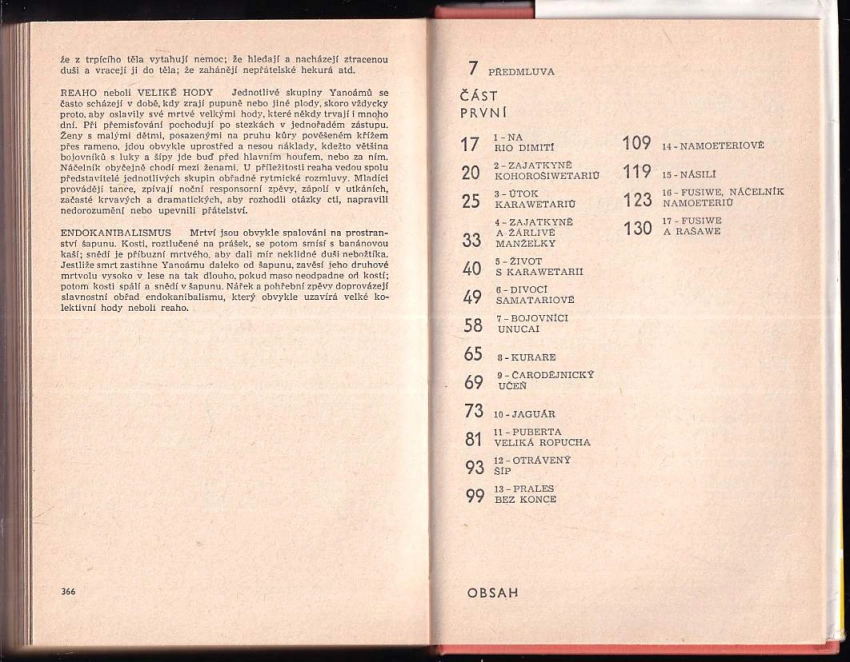 že z trpícího těla vytahují nemoc; že hledají a nacházejí ztracenou
duši a vracejí ji do těla; že zahánějí nepřátelské hekurá atd.
REAHO neboli VELIKÉ HODY Jednotlivé skupiny Yanoámů se
často scházejí v době, kdy zrají pupuně nebo jiné plody, skoro vždycky
proto, aby oslavily své mrtvé velkými hody, které někdy trvají i mnoho
dní. Při přemisťování pochodují po stezkách v jednořadém zástupu.
Ženy s malými dětmi, posazenými na pruhu kůry pověšeném křížem
přes rameno, jdou obvykle uprostřed a nesou náklady, kdežto většina
bojovníků s luky a šípy jde buď před hlavním houfem, nebo za ním.
Náčelník obyčejně chodí mezi ženami. U příležitosti reaha vedou spolu
představitelé jednotlivých skupin obřadné rytmické rozmluvy. Mladíci
provádějí tance, zpívají noční responsorní zpěvy, zápolí v utkáních,
začasté krvavých a dramatických, aby rozhodli otázky cti, napravili
nedorozumění nebo upevnili přátelství.
ENDOKANIBALISMUS Mrtví jsou obvykle spalováni na prostran-
ství šapunu. Kosti, roztlučené na prášek, se potom smísí s banánovou
kaší; snědí je příbuzní mrtvého, aby dali mír neklidné duši nebožtíka.
Jestliže smrt zastihne Yanoámu daleko od šapunu, zavěsí jeho druhové
mrtvolu vysoko v lese na tak dlouho, pokud maso neodpadne od kostí;
potom kosti spálí a snědí v šapunu. Nářek a pohřební zpěvy doprovázejí
slavnostní obřad endokanibalismu, který obvykle uzavírá velké ko-
lektivní hody neboli reaho.
366
7 PŘEDMLUVA
ČÁST
PRVNÍ
17 1 – NA
RIO DIMITÍ
20 2 – ZAJATKYNĚ
KOHOROŠIWETARIÚ
25 3 – ÚTOK
KARAWETARIÚ
33 4 – ZAJATKYNĚ
A ŽÁRLIVÉ
MANŽELKY
40 5 – ŽIVOT
S KARAWETARII
49 6 – DIVOCÍ
SAMATARIOVÉ
58 7 – BOJOVNÍCI
UNUCAI
65 8 – KURARE
69 9 – ČARODĚJNICKÝ
UČEŇ
73 10 – JAGUÁR
81 11 – PUBERTA
VELIKÁ ROPUCHA
93 12 – OTRÁVENÝ
ŠÍP
99 13 – PRALES
BEZ KONCE
109 14 – NAMOETERIOVÉ
119 15 – NÁSILÍ
123 16 – FUSIWE, NÁČELNÍK
NAMOETERIŮ
130 17 – FUSIWE
A RAŠAWE
OBSAH